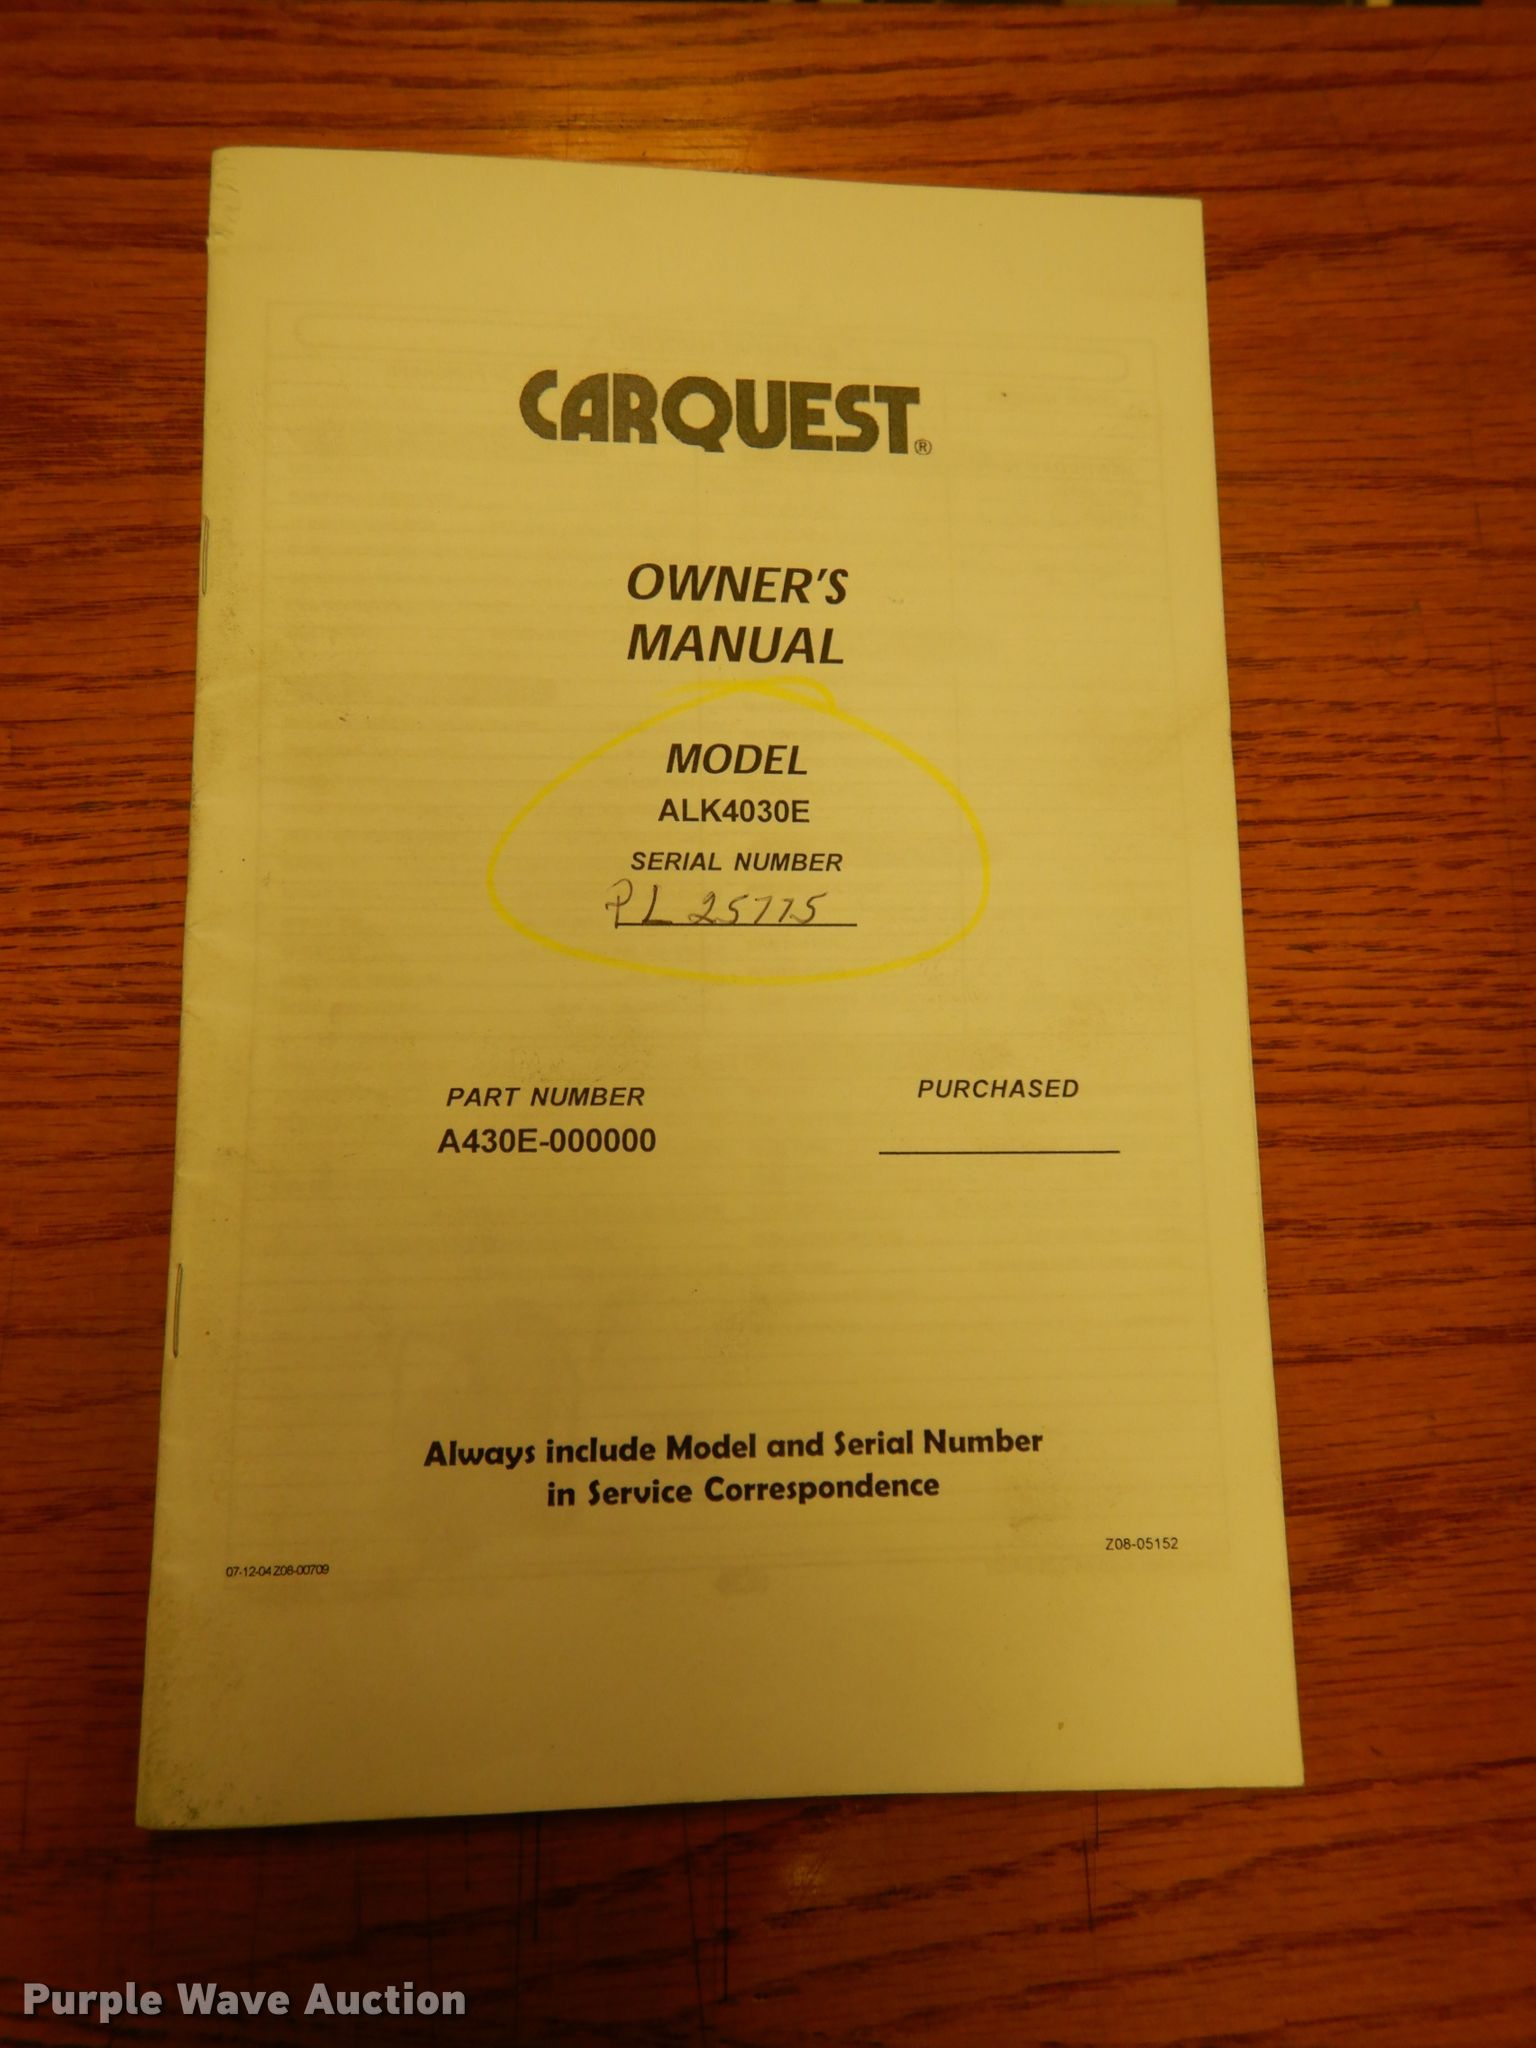 CARQUEST®
OWNER'S
MANUAL
MODEL
ALK4030E
SERIAL NUMBER
PL 25775
PART NUMBER
A430E-000000
PURCHASED
Always include Model and Serial Number
in Service Correspondence
07-12-04 Z08-00709
Z08-05152
Purple Wave Auction